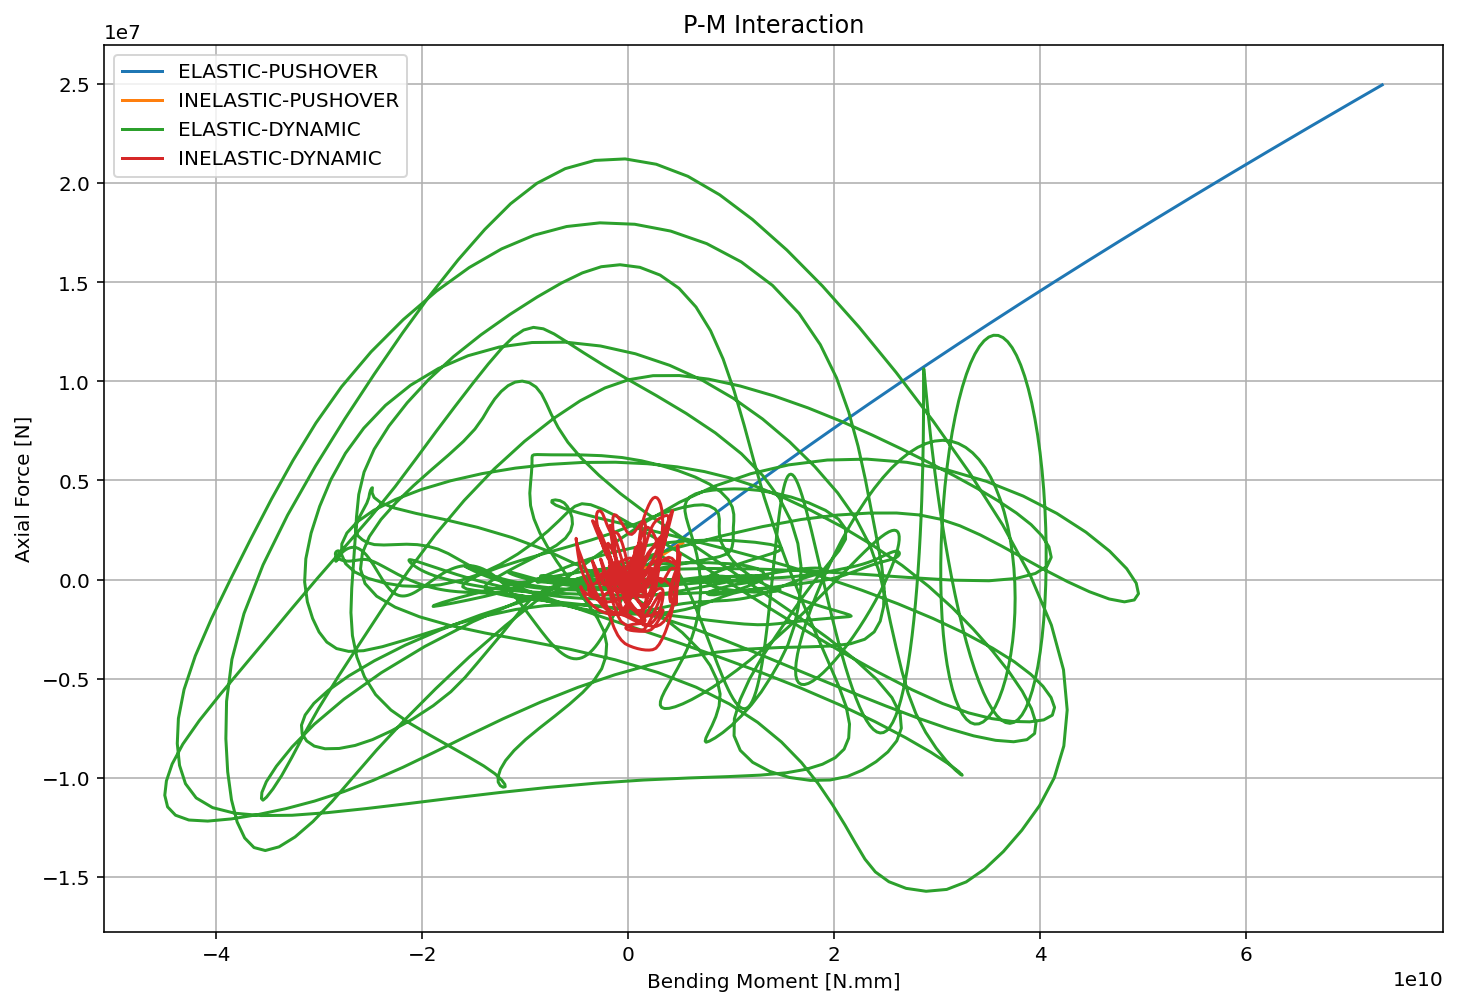 P-M Interaction
1e7
ELASTIC-PUSHOVER
INELASTIC-PUSHOVER
ELASTIC-DYNAMIC
INELASTIC-DYNAMIC
2.5
2.0
1.5
1.0
0.5
0.0
−0.5
−1.0
−1.5
Axial Force [N]
−4
−2
0
2
4
6
Bending Moment [N.mm]
1e10